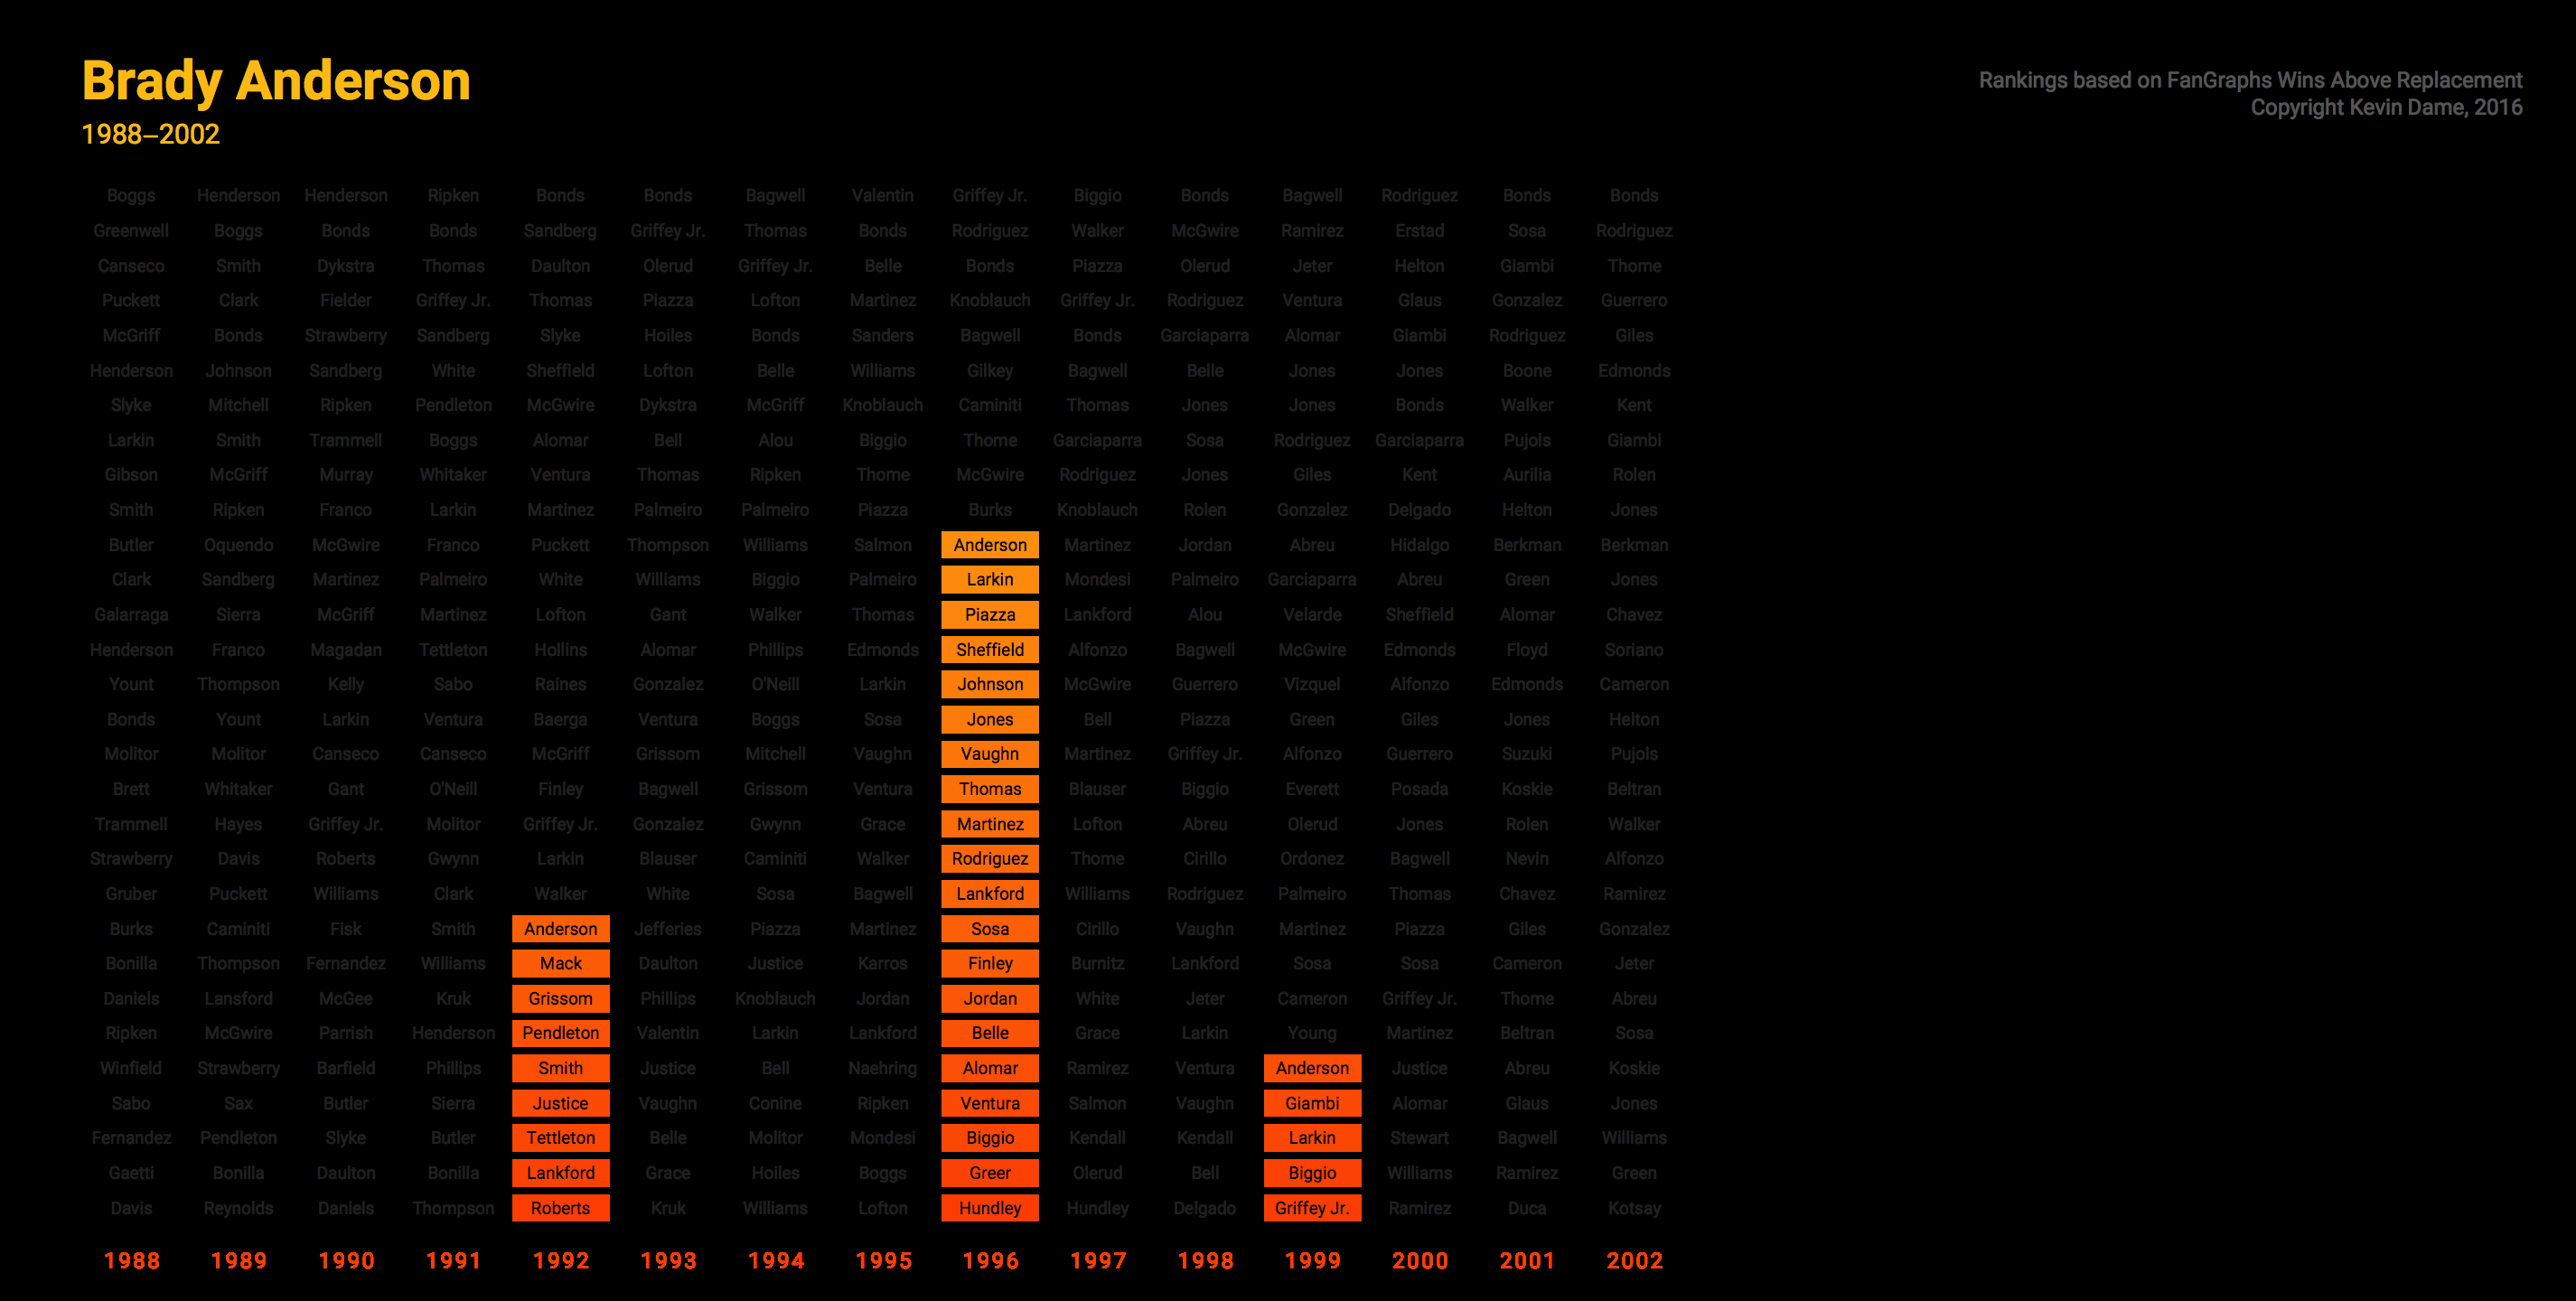 Brady Anderson
1988–2002
Rankings based on FanGraphs Wins Above Replacement
Copyright Kevin Dame, 2016
Boggs Henderson Henderson Ripken Bonds Bonds Bagwell Valentin Griffey Jr. Biggio Bonds Bagwell Rodriguez Bonds Bonds
Greenwell Boggs Bonds Bonds Sandberg Griffey Jr. Thomas Bonds Rodriguez Walker McGwire Ramirez Erstad Sosa Rodriguez
Canseco Smith Dykstra Thomas Daulton Olerud Griffey Jr. Belle Bonds Piazza Olerud Jeter Helton Giambi Thome
Puckett Clark Fielder Griffey Jr. Thomas Piazza Lofton Martinez Knoblauch Griffey Jr. Rodriguez Ventura Glaus Gonzalez Guerrero
McGriff Bonds Strawberry Sandberg Slyke Hoiles Bonds Sanders Bagwell Bonds Garciaparra Alomar Giambi Rodriguez Giles
Henderson Johnson Sandberg White Sheffield Lofton Belle Williams Gilkey Bagwell Belle Jones Jones Boone Edmonds
Slyke Mitchell Ripken Pendleton McGwire Dykstra McGriff Knoblauch Caminiti Thomas Jones Jones Bonds Walker Kent
Larkin Smith Trammell Boggs Alomar Bell Alou Biggio Thome Garciaparra Sosa Rodriguez Garciaparra Pujols Giambi
Gibson McGriff Murray Whitaker Ventura Thomas Ripken Thome McGwire Rodriguez Jones Giles Kent Aurilia Rolen
Smith Ripken Franco Larkin Martinez Palmeiro Palmeiro Piazza Burks Knoblauch Rolen Gonzalez Delgado Helton Jones
Butler Oquendo McGwire Franco Puckett Thompson Williams Salmon Anderson Martinez Jordan Abreu Hidalgo Berkman Berkman
Clark Sandberg Martinez Palmeiro White Williams Biggio Palmeiro Larkin Mondesi Palmeiro Garciaparra Abreu Green Jones
Galarraga Sierra McGriff Martinez Lofton Gant Walker Thomas Piazza Lankford Alou Velarde Sheffield Alomar Chavez
Henderson Franco Magadan Tettleton Hollins Alomar Phillips Edmonds Sheffield Alfonzo Bagwell McGwire Edmonds Floyd Soriano
Yount Thompson Kelly Sabo Raines Gonzalez O'Neill Larkin Johnson McGwire Guerrero Vizquel Alfonzo Edmonds Cameron
Bonds Yount Larkin Ventura Baerga Ventura Boggs Sosa Jones Bell Piazza Green Giles Jones Helton
Molitor Molitor Canseco Canseco McGriff Grissom Mitchell Vaughn Vaughn Martinez Griffey Jr. Alfonzo Guerrero Suzuki Pujols
Brett Whitaker Gant O'Neill Finley Bagwell Grissom Ventura Thomas Blauser Biggio Everett Posada Koskie Beltran
Trammell Hayes Griffey Jr. Molitor Griffey Jr. Gonzalez Gwynn Grace Martinez Lofton Abreu Olerud Jones Rolen Walker
Strawberry Davis Roberts Gwynn Larkin Blauser Caminiti Walker Rodriguez Thome Cirillo Ordonez Bagwell Nevin Alfonzo
Gruber Puckett Williams Clark Walker White Sosa Bagwell Lankford Williams Rodriguez Palmeiro Thomas Chavez Ramirez
Burks Caminiti Fisk Smith Anderson Jefferies Piazza Martinez Sosa Cirillo Vaughn Martinez Piazza Giles Gonzalez
Bonilla Thompson Fernandez Williams Mack Daulton Justice Karros Finley Burnitz Lankford Sosa Sosa Cameron Jeter
Daniels Lansford McGee Kruk Grissom Phillips Knoblauch Jordan Jordan White Jeter Cameron Griffey Jr. Thome Abreu
Ripken McGwire Parrish Henderson Pendleton Valentin Larkin Lankford Belle Grace Larkin Young Martinez Beltran Sosa
Winfield Strawberry Barfield Phillips Smith Justice Bell Naehring Alomar Ramirez Ventura Anderson Justice Abreu Koskie
Sabo Sax Butler Sierra Justice Vaughn Conine Ripken Ventura Salmon Vaughn Giambi Alomar Glaus Jones
Fernandez Pendleton Slyke Butler Tettleton Belle Molitor Mondesi Biggio Kendall Kendall Larkin Stewart Bagwell Williams
Gaetti Bonilla Daulton Bonilla Lankford Grace Hoiles Boggs Greer Olerud Bell Biggio Williams Ramirez Green
Davis Reynolds Daniels Thompson Roberts Kruk Williams Lofton Hundley Hundley Delgado Griffey Jr. Ramirez Duca Kotsay
1988 1989 1990 1991 1992 1993 1994 1995 1996 1997 1998 1999 2000 2001 2002